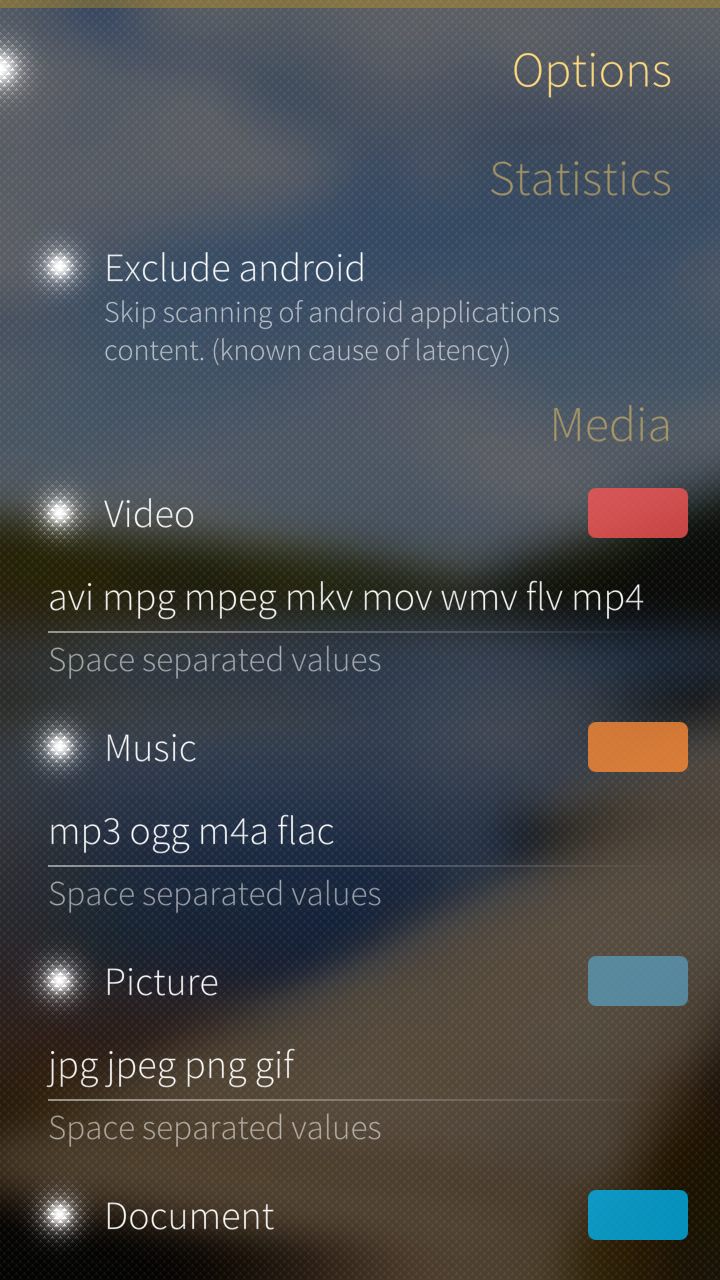 Options
Statistics
Exclude android
Skip scanning of android applications
content. (known cause of latency)
Media
Video
avi mpg mpeg mkv mov wmv flv mp4
Space separated values
Music
mp3 ogg m4a flac
Space separated values
Picture
jpg jpeg png gif
Space separated values
Document